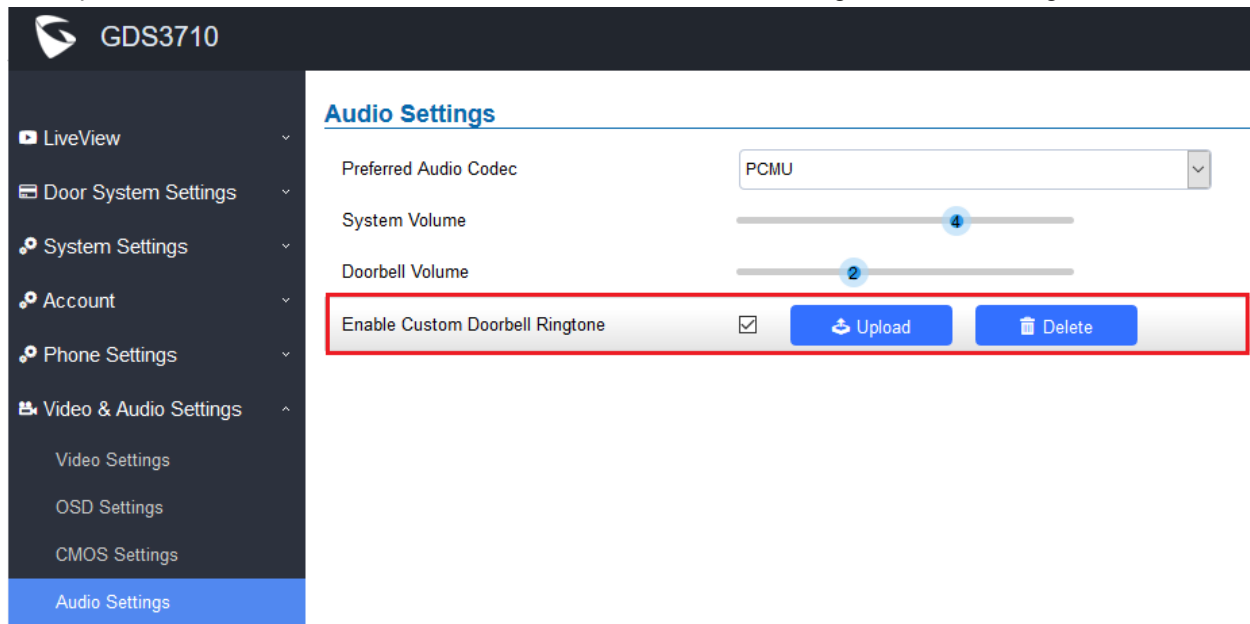 GDS3710
LiveView
Door System Settings
System Settings
Account
Phone Settings
Video & Audio Settings
Video Settings
OSD Settings
CMOS Settings
Audio Settings
Audio Settings
Preferred Audio Codec PCMU
System Volume 4
Doorbell Volume 2
Enable Custom Doorbell Ringtone Upload Delete